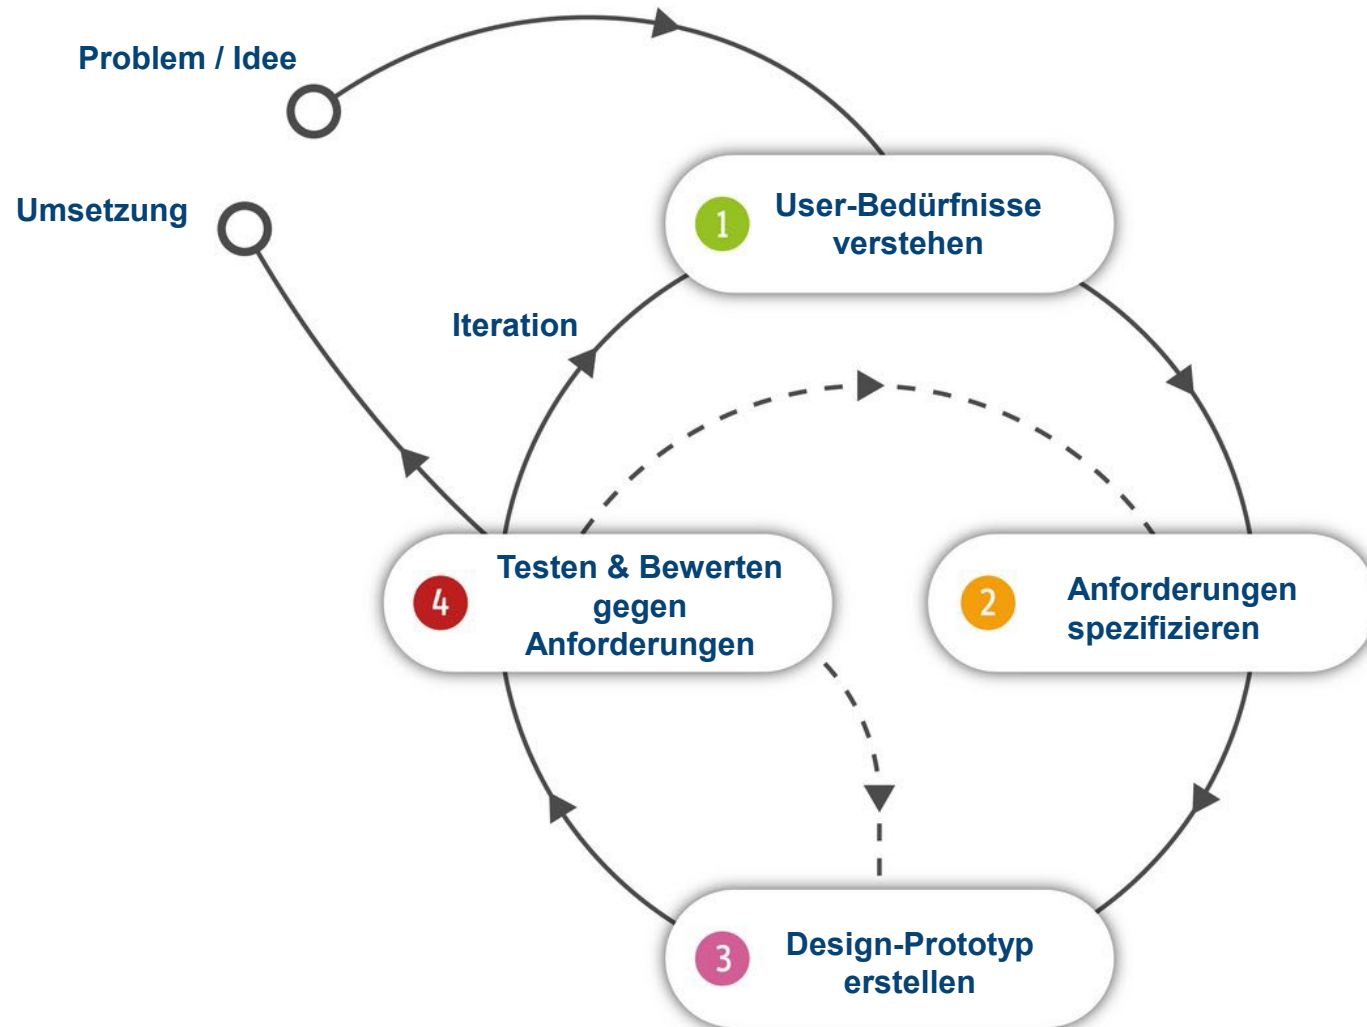 Problem / Idee
Umsetzung
1
User-Bedürfnisse
verstehen
Iteration
4
Testen & Bewerten
gegen
Anforderungen
2
Anforderungen
spezifizieren
3
Design-Prototyp
erstellen